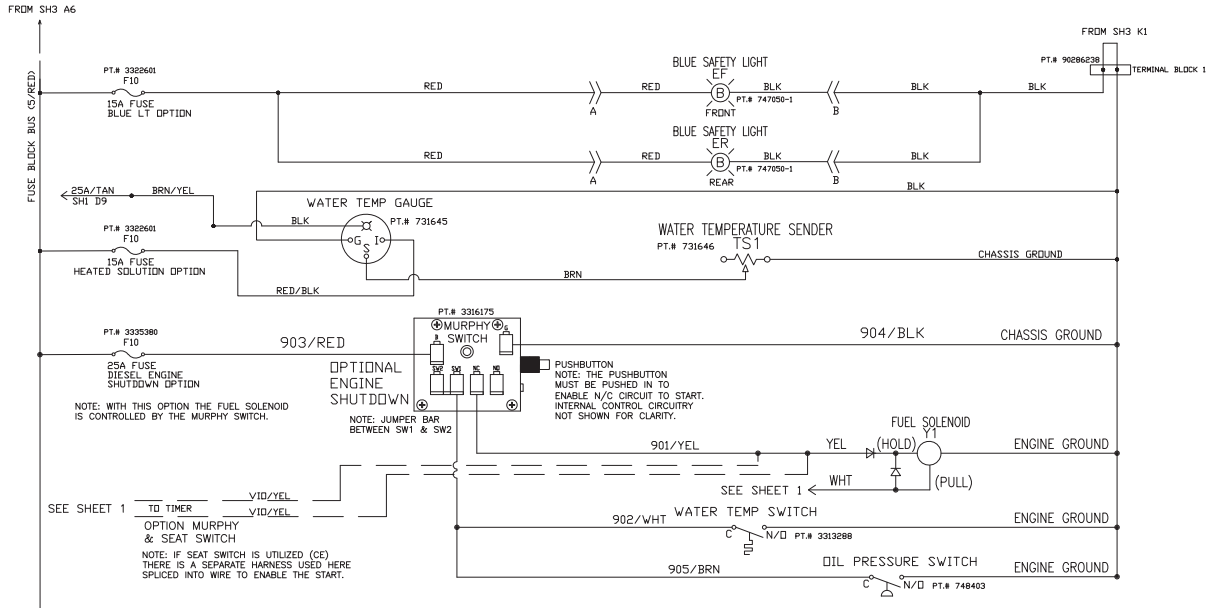 FROM SH3 A6
FROM SH3 K1
PT.# 90286238
TERMINAL BLOCK 1
FUSE BLOCK BUS (5/RED)
PT.# 3322601
F10
15A FUSE
BLUE LT OPTION
RED
A
RED
BLUE SAFETY LIGHT
EF
B
PT.# 747050-1
FRONT
BLK
B
BLK
BLK
RED
A
RED
BLUE SAFETY LIGHT
ER
B
PT.# 747050-1
REAR
BLK
B
BLK
BLK
25A/TAN
SH1 D9
BRN/YEL
WATER TEMP GAUGE
BLK
PT.# 731645
G
I
S
PT.# 3322601
F10
15A FUSE
HEATED SOLUTION OPTION
RED/BLK
BRN
WATER TEMPERATURE SENDER
PT.# 731646
TS1
CHASSIS GROUND
PT.# 3335380
F10
25A FUSE
DIESEL ENGINE
SHUTDOWN OPTION
903/RED
NOTE: WITH THIS OPTION THE FUEL SOLENOID
IS CONTROLLED BY THE MURPHY SWITCH.
OPTIONAL
ENGINE
SHUTDOWN
PT.# 3316175
MURPHY
SWITCH
B
G
SW2
SW1
NC
NO
NOTE: JUMPER BAR
BETWEEN SW1 & SW2
904/BLK
CHASSIS GROUND
PUSHBUTTON
NOTE: THE PUSHBUTTON
MUST BE PUSHED IN TO
ENABLE N/C CIRCUIT TO START.
INTERNAL CONTROL CIRCUITRY
NOT SHOWN FOR CLARITY.
901/YEL
YEL
(HOLD)
FUEL SOLENOID
Y1
ENGINE GROUND
WHT
(PULL)
SEE SHEET 1
SEE SHEET 1
VIO/YEL
TO TIMER
VIO/YEL
OPTION MURPHY
& SEAT SWITCH
NOTE: IF SEAT SWITCH IS UTILIZED (CE)
THERE IS A SEPARATE HARNESS USED HERE
SPLICED INTO WIRE TO ENABLE THE START.
902/WHT
WATER TEMP SWITCH
C
N/O
PT.# 3313288
ENGINE GROUND
905/BRN
OIL PRESSURE SWITCH
C
N/O
PT.# 748403
ENGINE GROUND